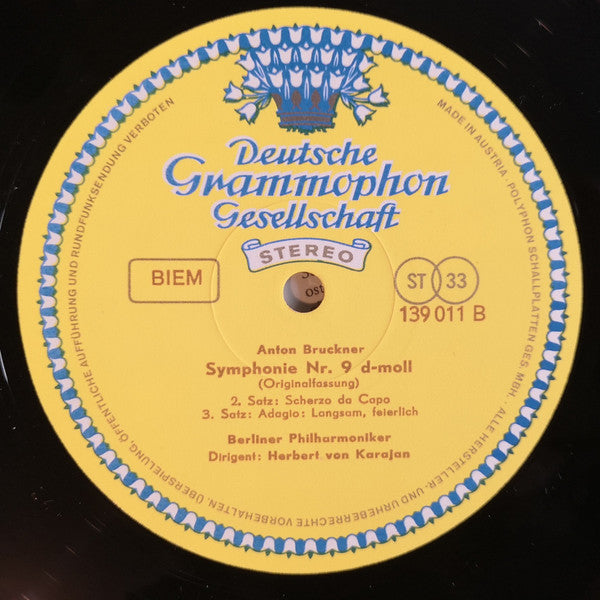 Deutsche
Grammophon
Gesellschaft
STEREO
BIEM
ST 33
139 011 B
Anton Bruckner
Symphonie Nr. 9 d-moll
(Originalfassung)
2. Satz: Scherzo da Capo
3. Satz: Adagio: Langsam, feierlich
Berliner Philharmoniker
Dirigent: Herbert von Karajan
MADE IN AUSTRIA · POLYPHON SCHALLPLATTEN GES. MBH. · ALLE HERSTELLER- UND URHEBERRECHTE VORBEHALTEN. ÜBERSPIELUNG, ÖFFENTLICHE AUFFÜHRUNG UND RUNDFUNKSENDUNG VERBOTEN